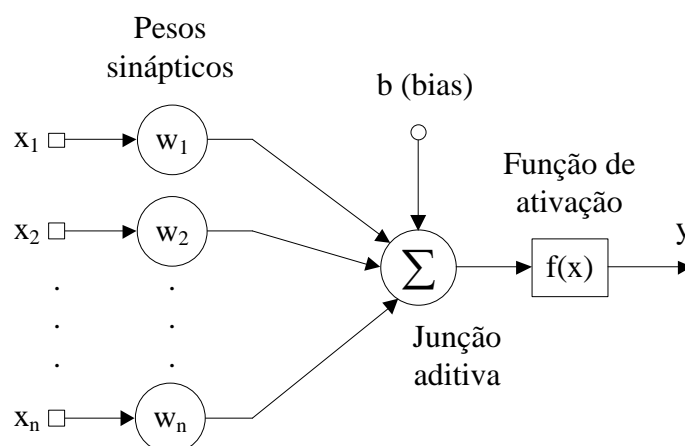 Pesos
sinápticos
b (bias)
x₁
w₁
Função de
ativação
x₂
w₂
Σ
f(x)
y
.
.
.
.
.
.
Junção
aditiva
xₙ
wₙ